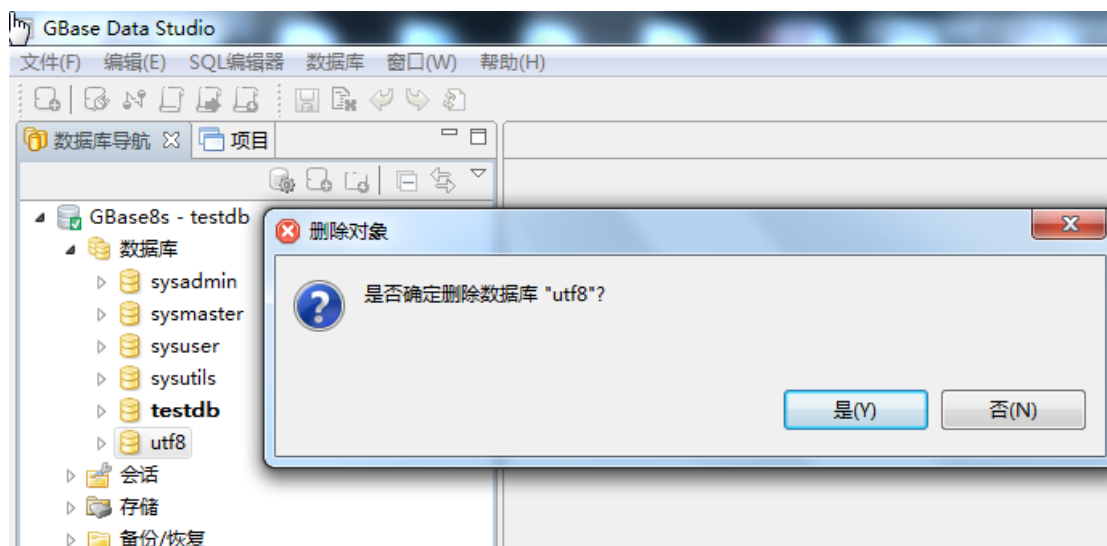 GBase Data Studio
文件(F) 编辑(E) SQL编辑器 数据库 窗口(W) 帮助(H)
数据库导航 项目
GBase8s - testdb
数据库
sysadmin
sysmaster
sysuser
sysutils
testdb
utf8
会话
存储
备份/恢复
删除对象
是否确定删除数据库 "utf8"?
是(Y) 否(N)